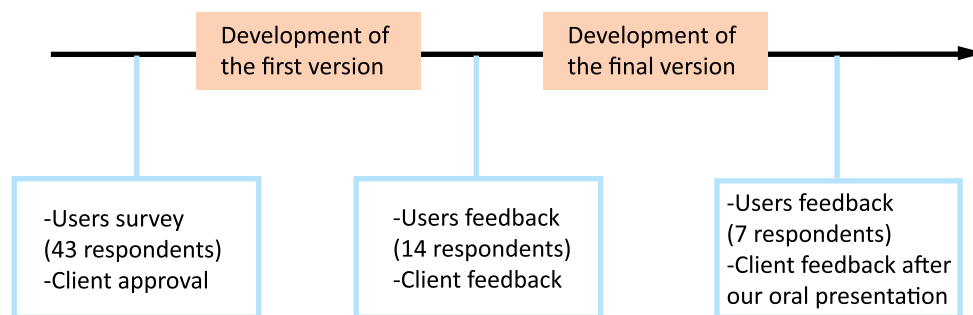 Development of
the first version
Development of
the final version
-Users survey
(43 respondents)
-Client approval
-Users feedback
(14 respondents)
-Client feedback
-Users feedback
(7 respondents)
-Client feedback after
our oral presentation